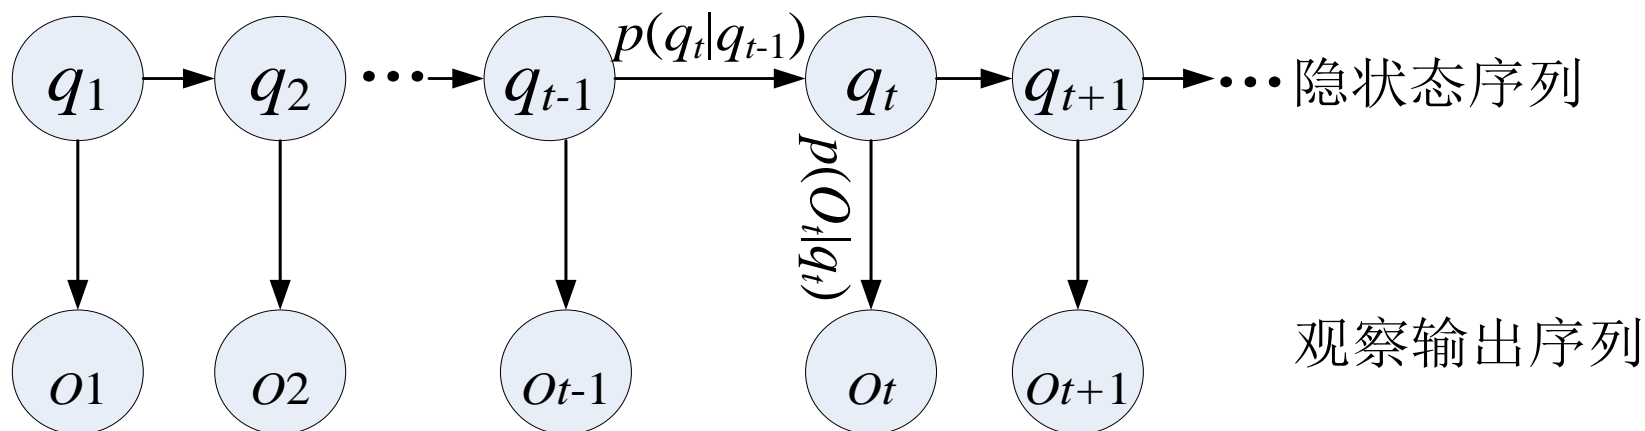 p(qt|qt-1)
q1 q2 ··· qt-1 qt qt+1 ··· 隐状态序列
p(Ot|qt)
O1 O2 Ot-1 Ot Ot+1 观察输出序列